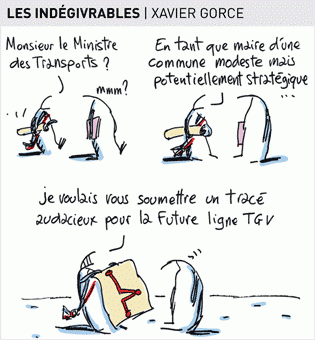 LES INDÉGIVRABLES | XAVIER GORCE
Monsieur le Ministre
des Transports ?
mmm?
En tant que maire d'une
commune modeste mais
potentiellement stratégique
je voulais vous soumettre un tracé
audacieux pour la Future ligne TGV